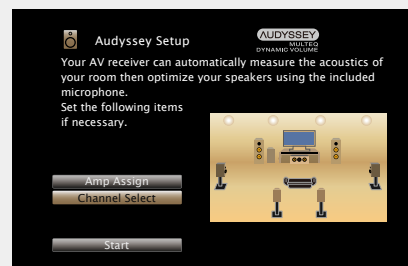 Audyssey Setup
AUDYSSEY
MULTEQ
DYNAMIC VOLUME
Your AV receiver can automatically measure the acoustics of
your room then optimize your speakers using the included
microphone.
Set the following items
if necessary.
Amp Assign
Channel Select
Start